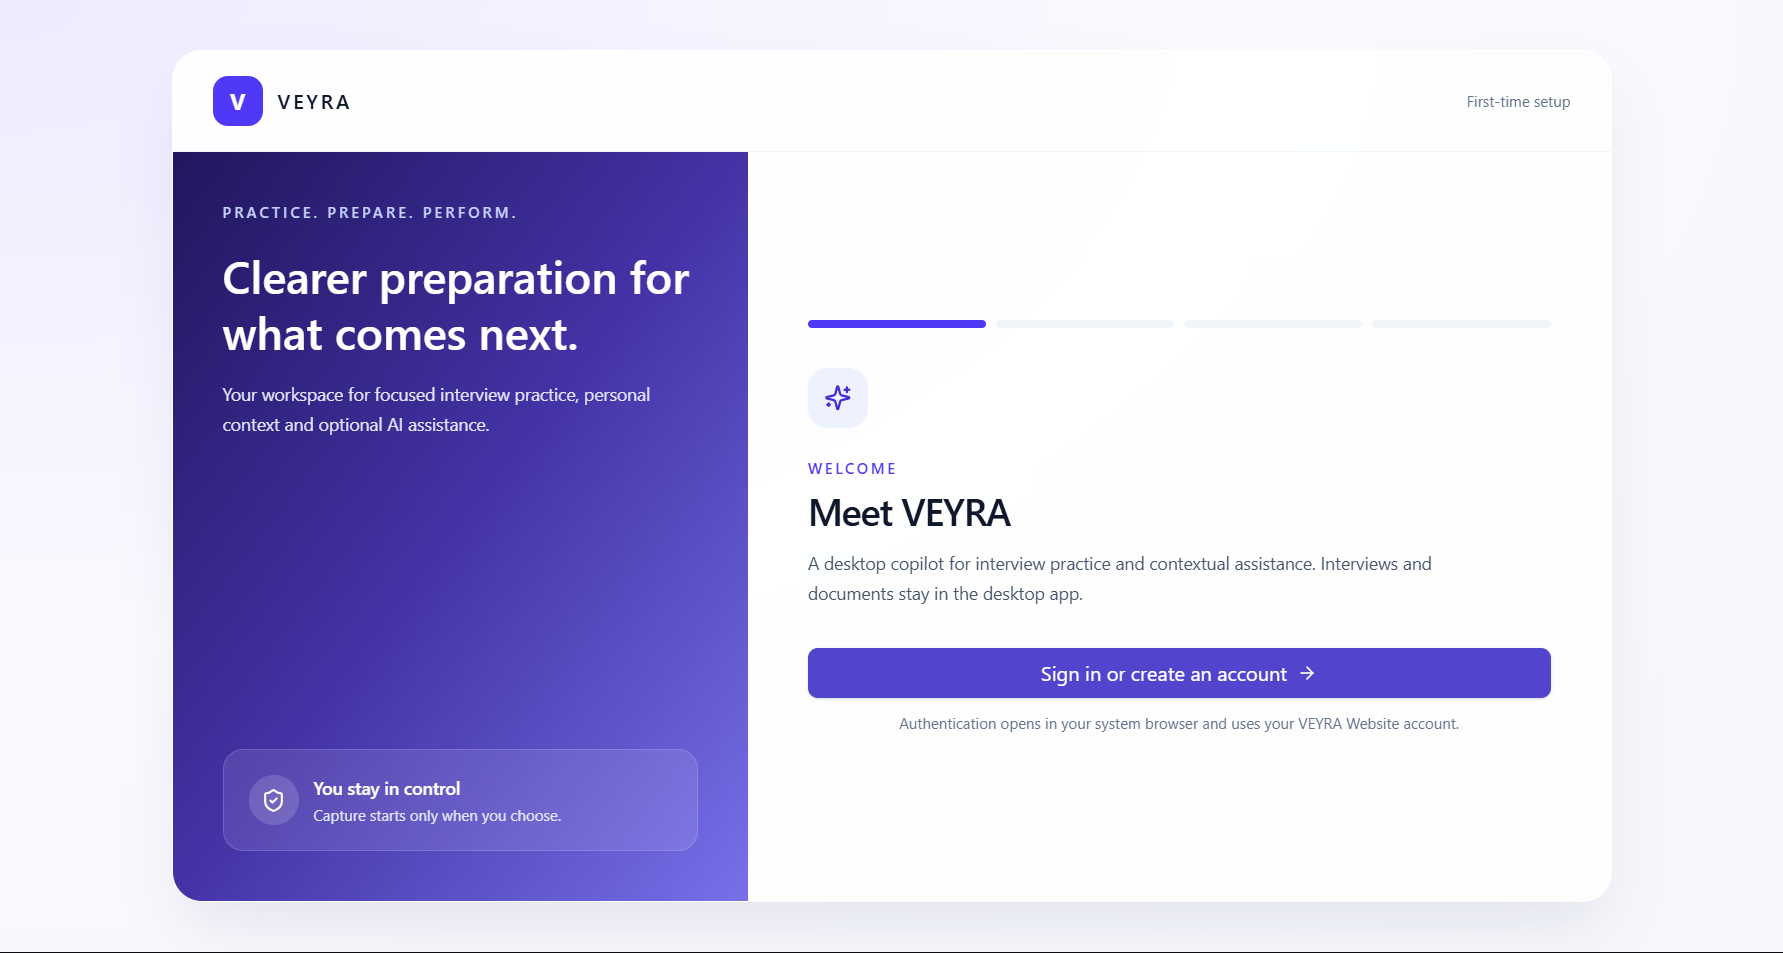 V VEYRA
First-time setup
PRACTICE. PREPARE. PERFORM.
Clearer preparation for
what comes next.
Your workspace for focused interview practice, personal
context and optional AI assistance.
You stay in control
Capture starts only when you choose.
WELCOME
Meet VEYRA
A desktop copilot for interview practice and contextual assistance. Interviews and
documents stay in the desktop app.
Sign in or create an account →
Authentication opens in your system browser and uses your VEYRA Website account.